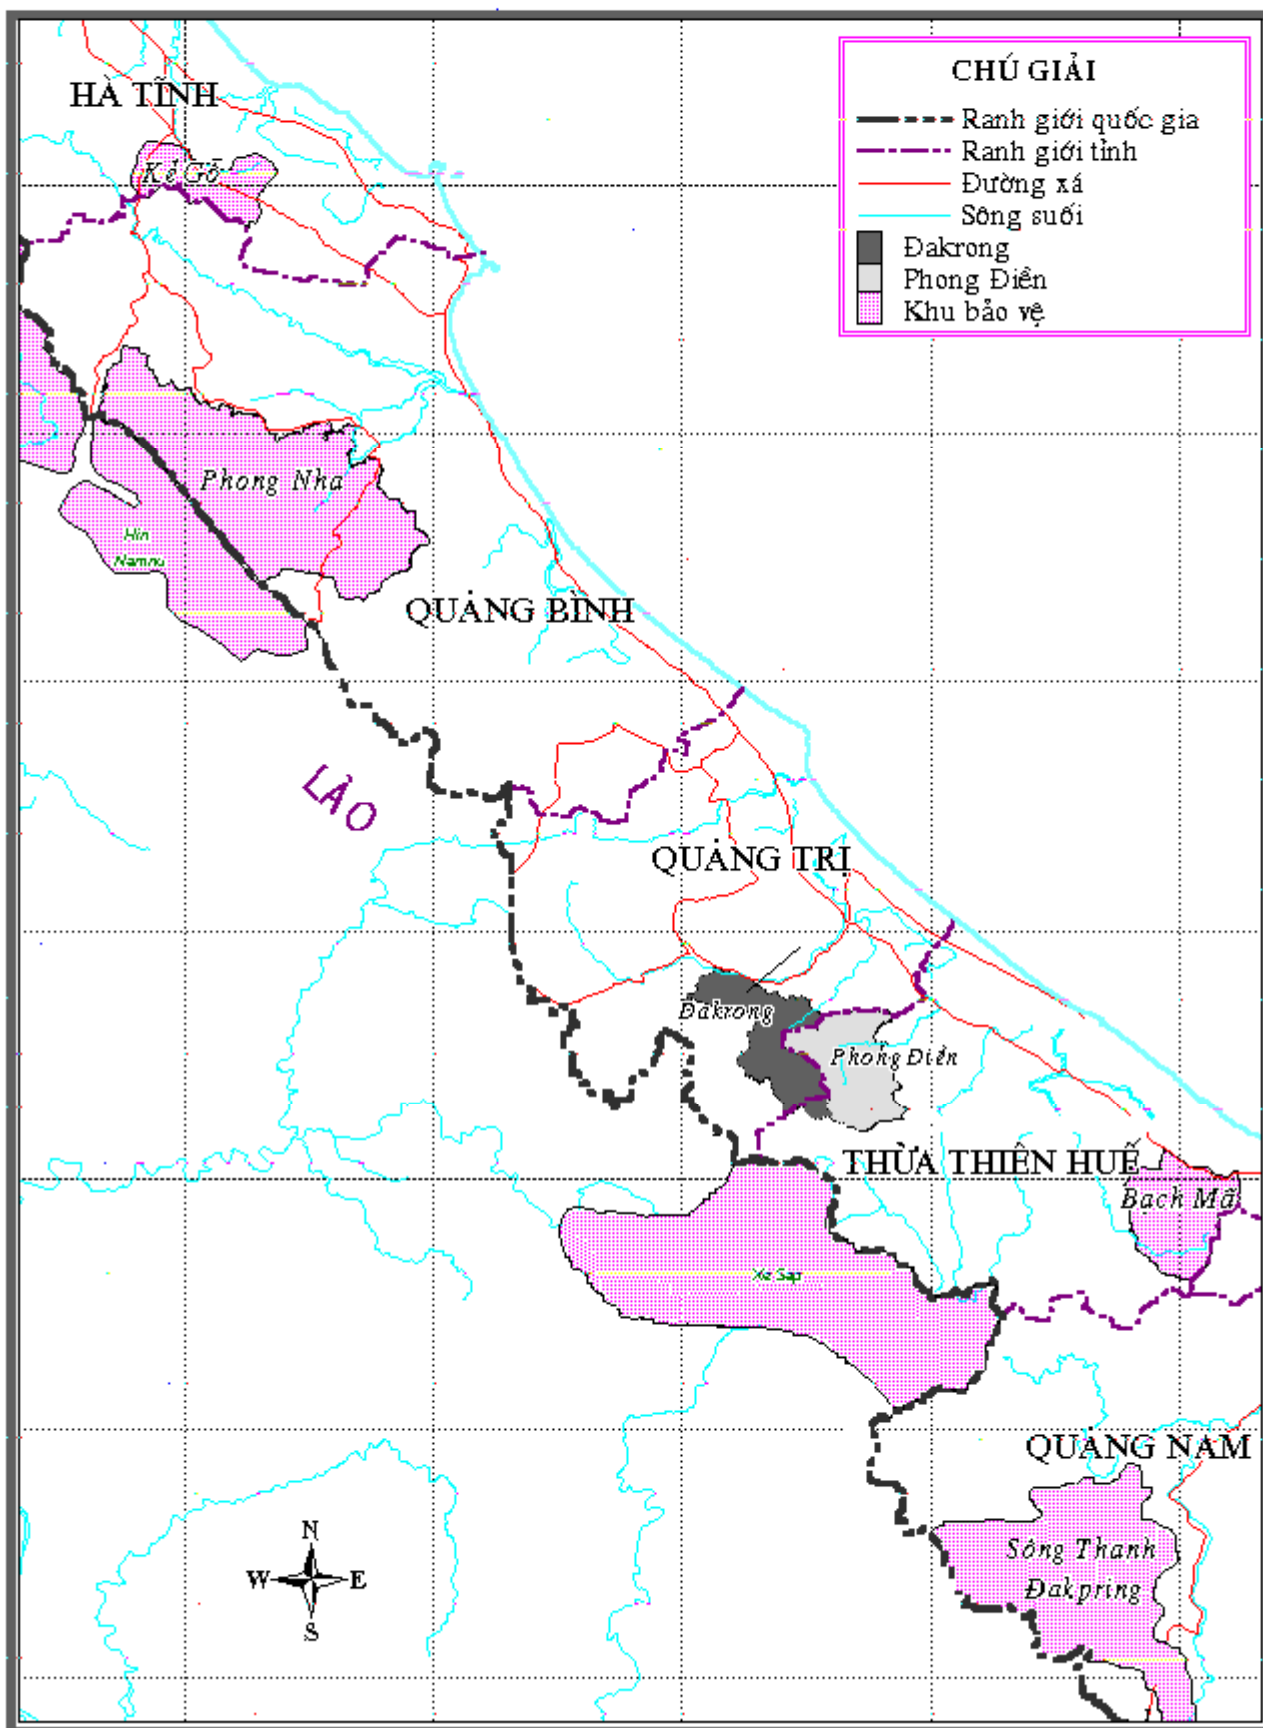 CHÚ GIẢI
Ranh giới quốc gia
Ranh giới tỉnh
Đường xá
Sông suối
Đakrong
Phong Điền
Khu bảo vệ
HÀ TĨNH
Kẻ Gỗ
Phong Nha
Hin
Namnu
QUẢNG BÌNH
LÀO
QUẢNG TRỊ
Đakrong
Phong Điền
THỪA THIÊN HUẾ
Bạch Mã
Xe Sap
QUẢNG NAM
Sông Thanh
Đakpring
N
W E
S